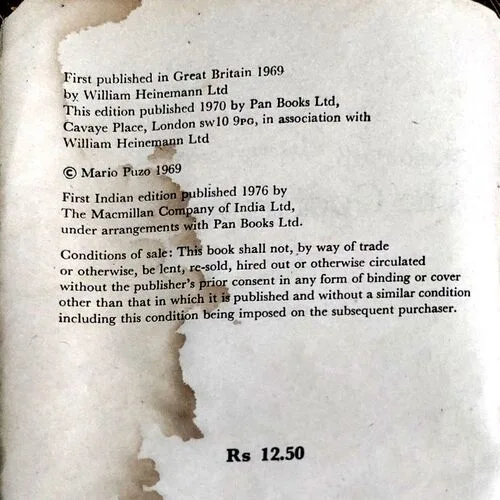 First published in Great Britain 1969
by William Heinemann Ltd
This edition published 1970 by Pan Books Ltd,
Cavaye Place, London SW10 9PG, in association with
William Heinemann Ltd
© Mario Puzo 1969
First Indian edition published 1976 by
The Macmillan Company of India Ltd,
under arrangements with Pan Books Ltd.
Conditions of sale: This book shall not, by way of trade
or otherwise, be lent, re-sold, hired out or otherwise circulated
without the publisher's prior consent in any form of binding or cover
other than that in which it is published and without a similar condition
including this condition being imposed on the subsequent purchaser.
Rs 12.50